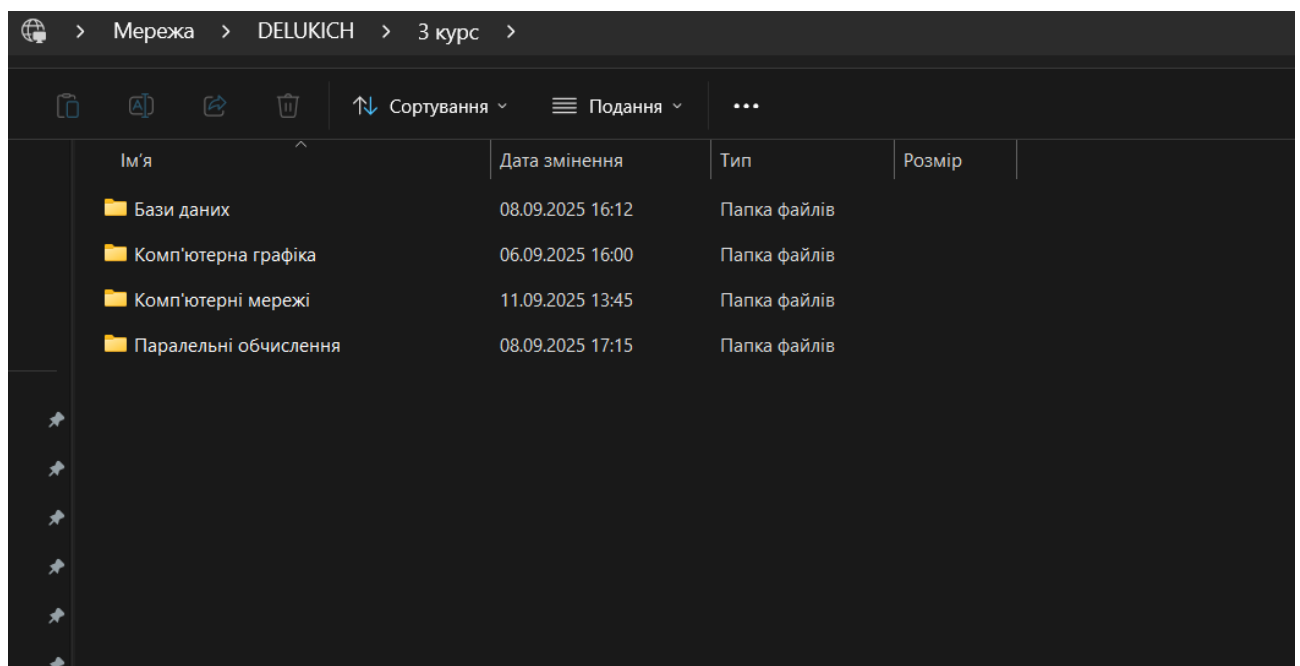 > Мережа > DELUKICH > 3 курс >
Сортування Подання •••
Ім'я Дата змінення Тип Розмір
Бази даних 08.09.2025 16:12 Папка файлів
Комп'ютерна графіка 06.09.2025 16:00 Папка файлів
Комп'ютерні мережі 11.09.2025 13:45 Папка файлів
Паралельні обчислення 08.09.2025 17:15 Папка файлів